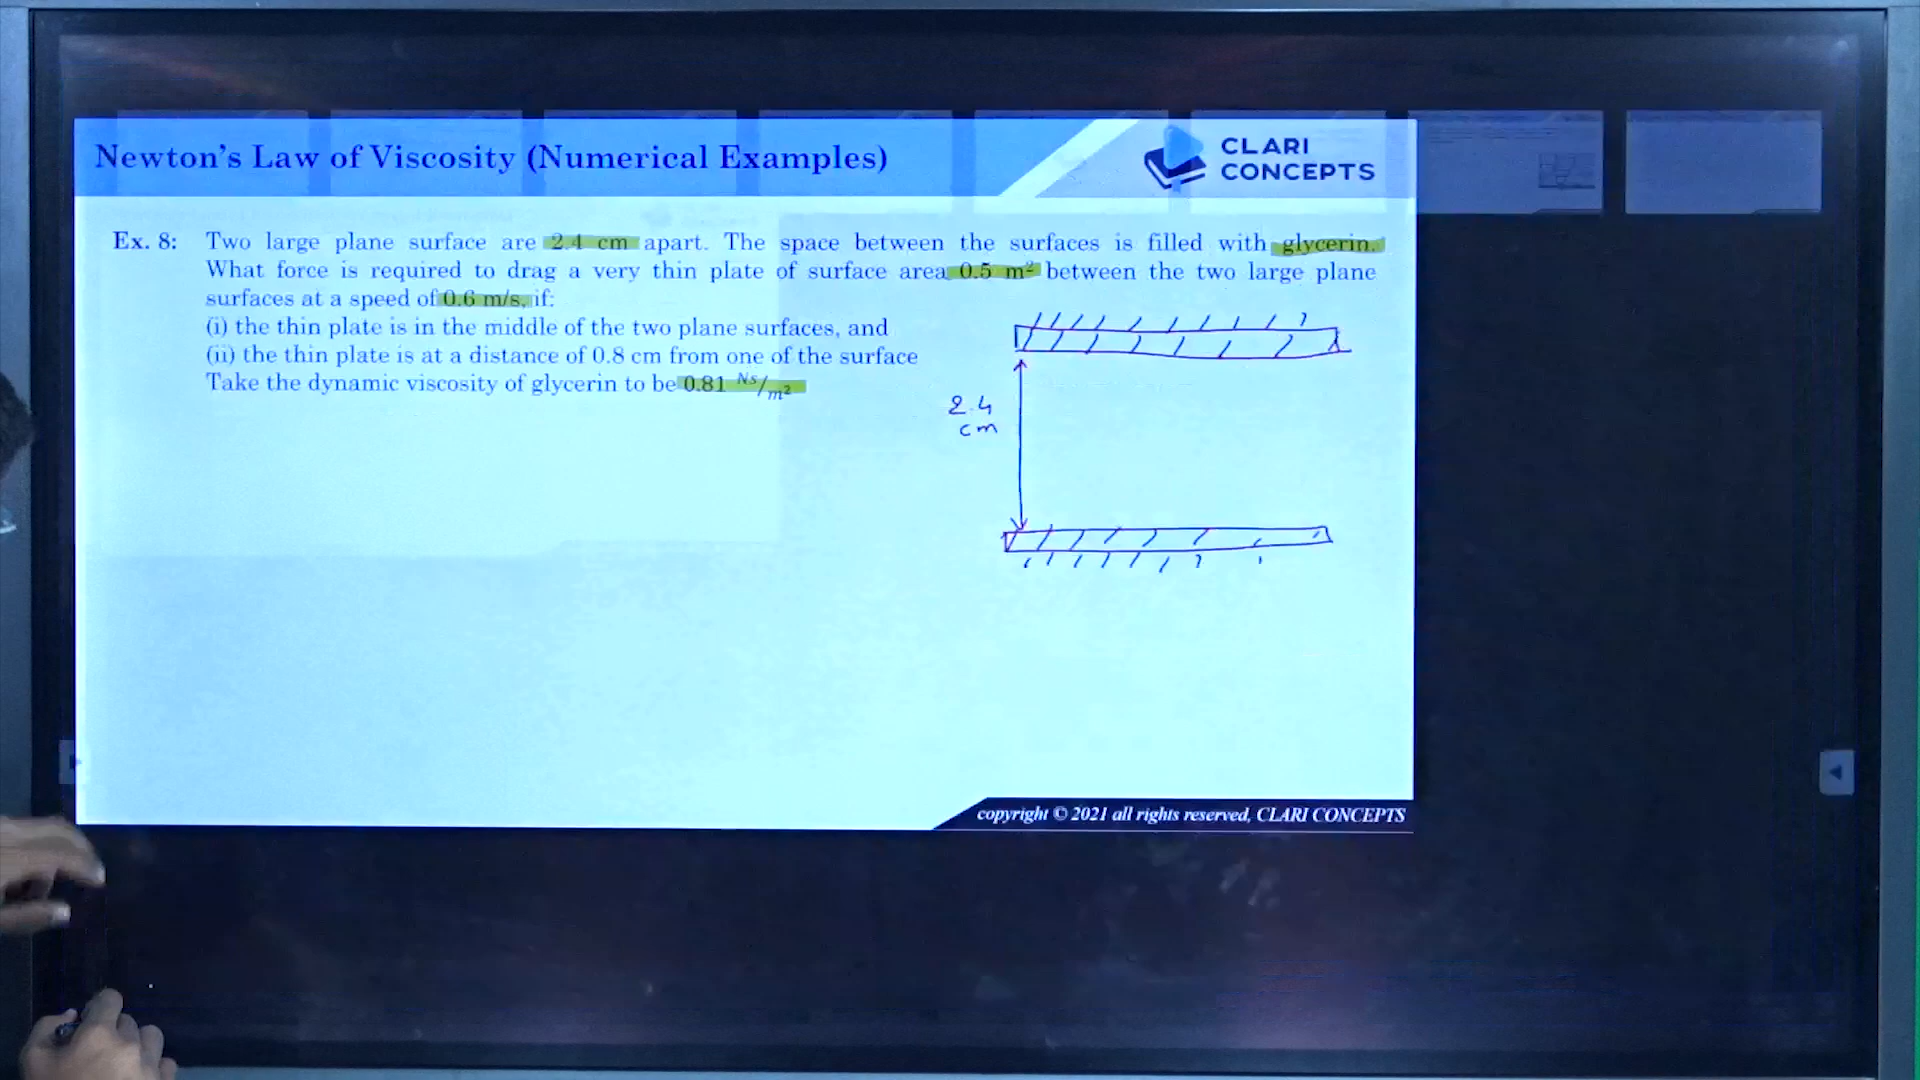 Newton's Law of Viscosity (Numerical Examples)
CLARI
CONCEPTS
Ex. 8: Two large plane surface are 2.4 cm apart. The space between the surfaces is filled with glycerin.
What force is required to drag a very thin plate of surface area 0.5 m² between the two large plane
surfaces at a speed of 0.6 m/s, if:
(i) the thin plate is in the middle of the two plane surfaces, and
(ii) the thin plate is at a distance of 0.8 cm from one of the surface
Take the dynamic viscosity of glycerin to be 0.81 Ns/m²
2.4
cm
copyright © 2021 all rights reserved, CLARI CONCEPTS